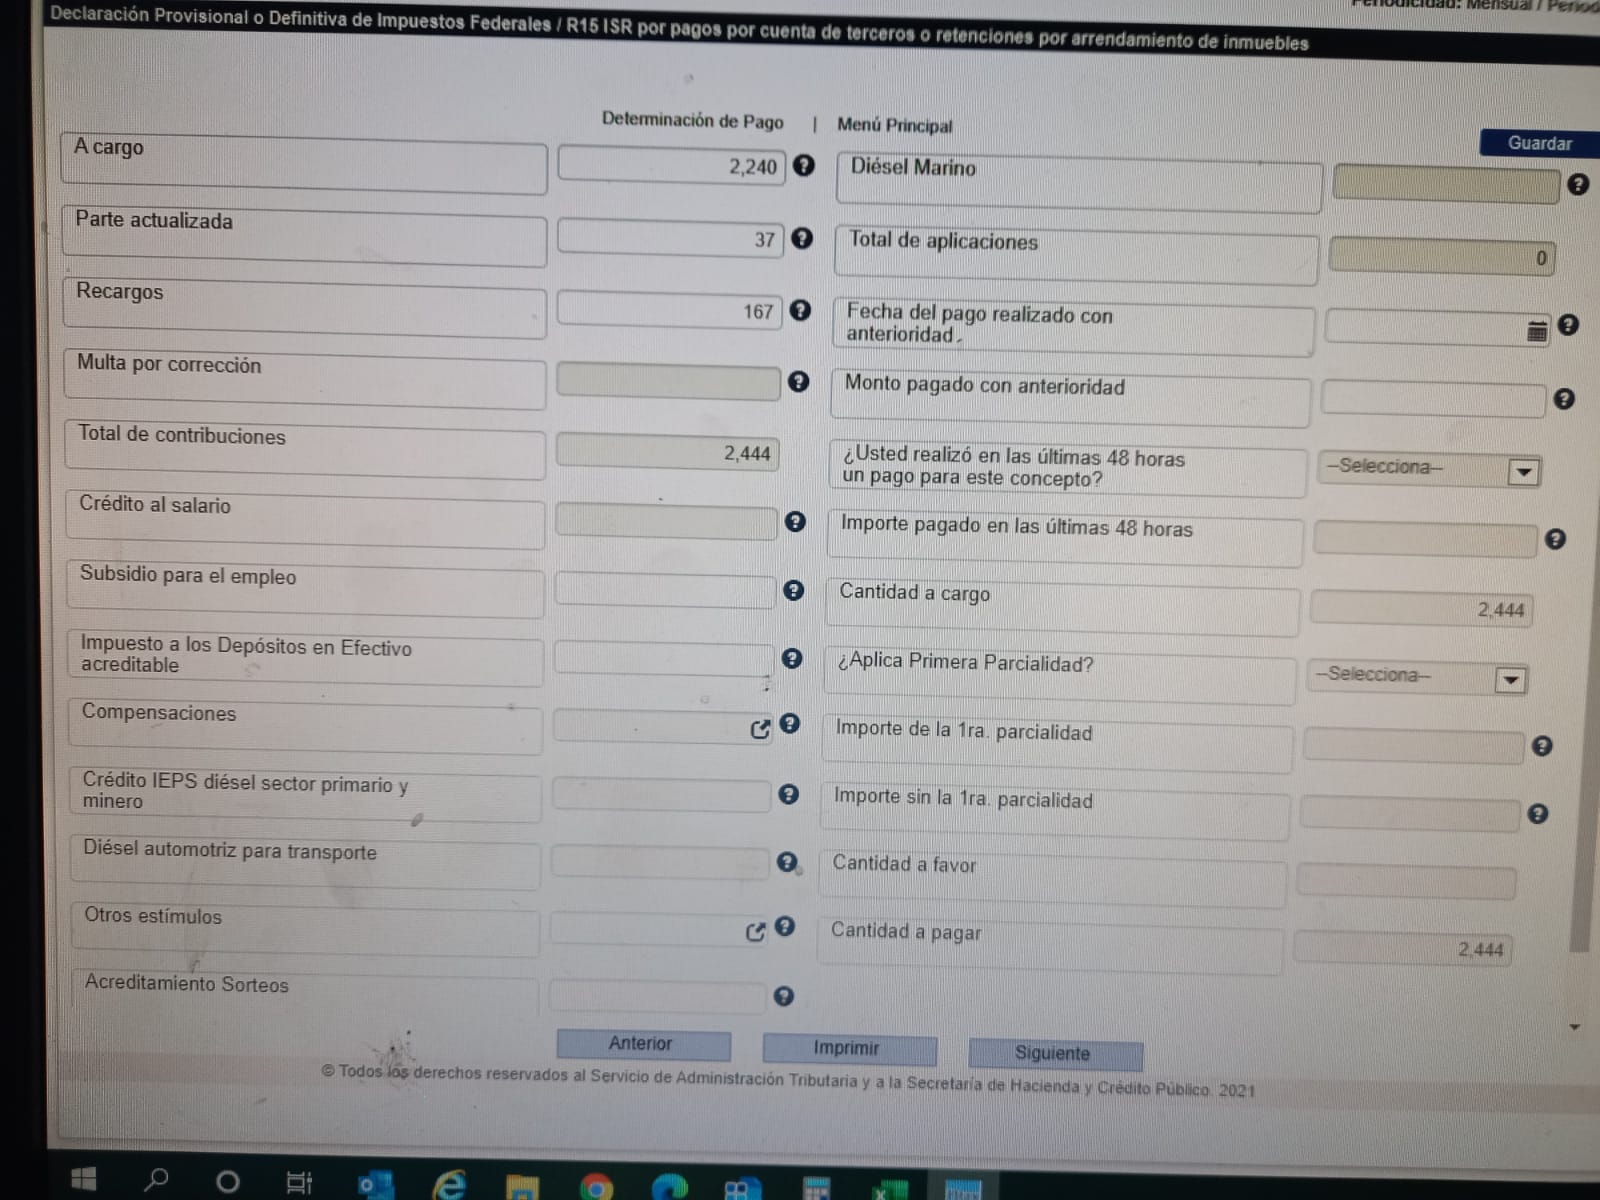 Periodicidad: Mensual / Period
Declaración Provisional o Definitiva de Impuestos Federales / R15 ISR por pagos por cuenta de terceros o retenciones por arrendamiento de inmuebles
Determinación de Pago | Menú Principal
Guardar
A cargo 2,240
Parte actualizada 37
Recargos 167
Multa por corrección
Total de contribuciones 2,444
Crédito al salario
Subsidio para el empleo
Impuesto a los Depósitos en Efectivo
acreditable
Compensaciones
Crédito IEPS diésel sector primario y
minero
Diésel automotriz para transporte
Otros estímulos
Acreditamiento Sorteos
Diésel Marino
Total de aplicaciones 0
Fecha del pago realizado con
anterioridad
Monto pagado con anterioridad
¿Usted realizó en las últimas 48 horas
un pago para este concepto? --Selecciona--
Importe pagado en las últimas 48 horas
Cantidad a cargo 2,444
¿Aplica Primera Parcialidad? --Selecciona--
Importe de la 1ra. parcialidad
Importe sin la 1ra. parcialidad
Cantidad a favor
Cantidad a pagar 2,444
Anterior Imprimir Siguiente
© Todos los derechos reservados al Servicio de Administración Tributaria y a la Secretaría de Hacienda y Crédito Público. 2021